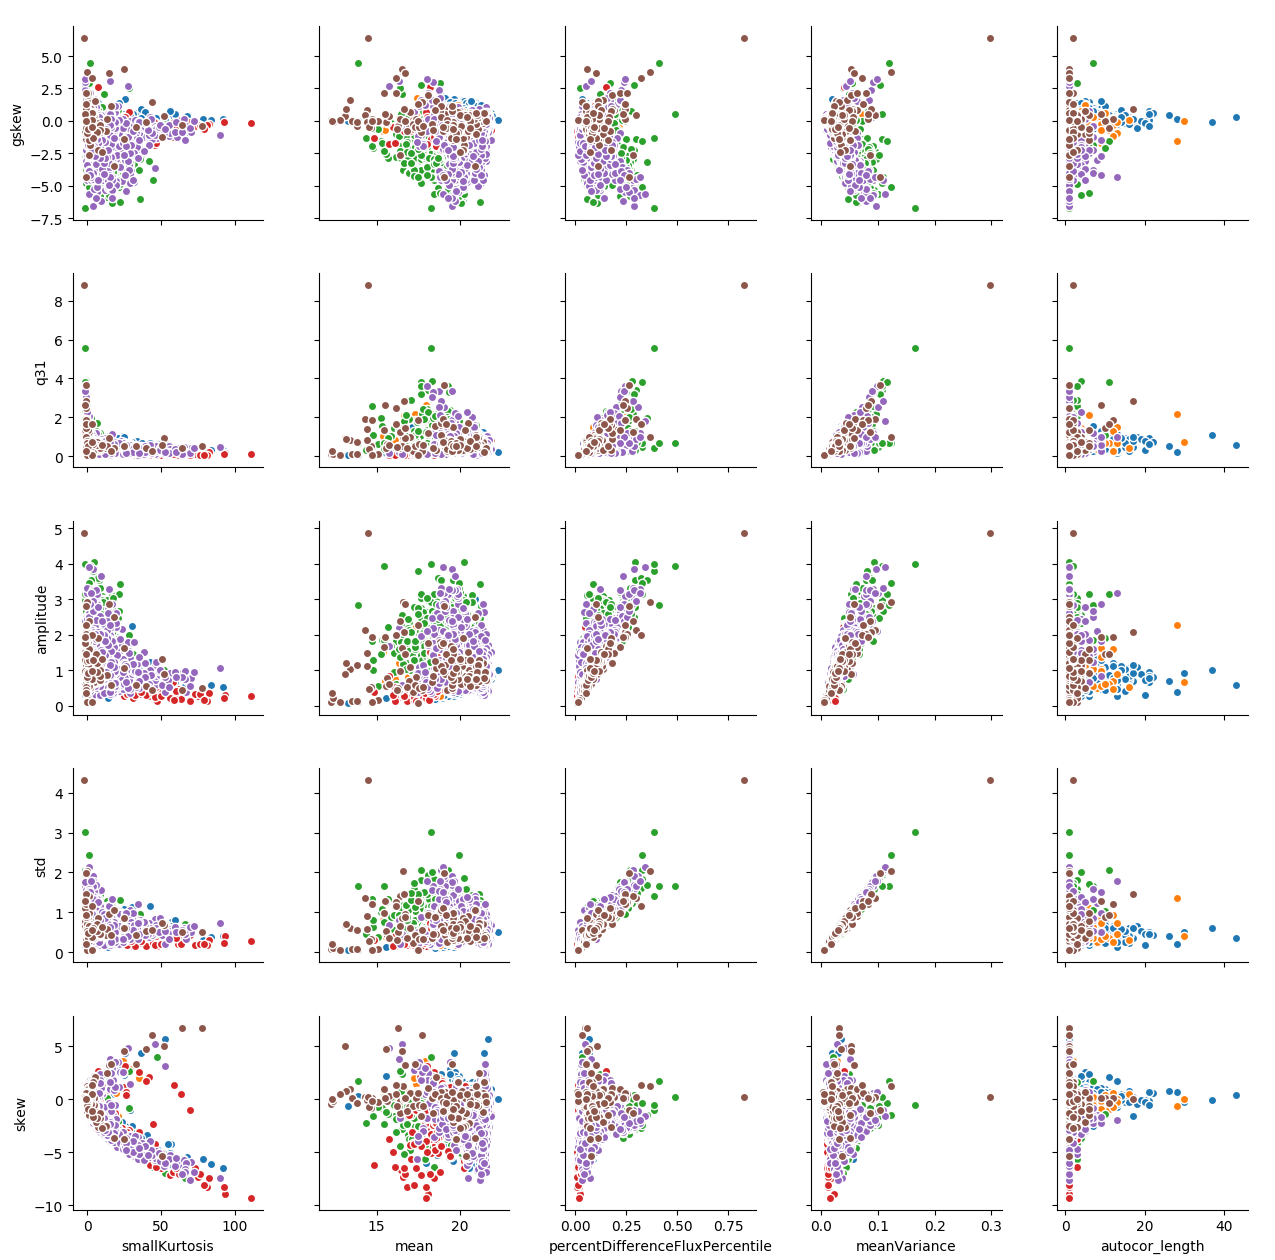 5.0
2.5
0.0
−2.5
−5.0
−7.5
gskew
8
6
4
2
0
q31
5
4
3
2
1
0
amplitude
4
3
2
1
0
std
5
0
−5
−10
skew
0 50 100
15 20
0.00 0.25 0.50 0.75
0.0 0.1 0.2 0.3
0 20 40
smallKurtosis
mean
percentDifferenceFluxPercentile
meanVariance
autocor_length